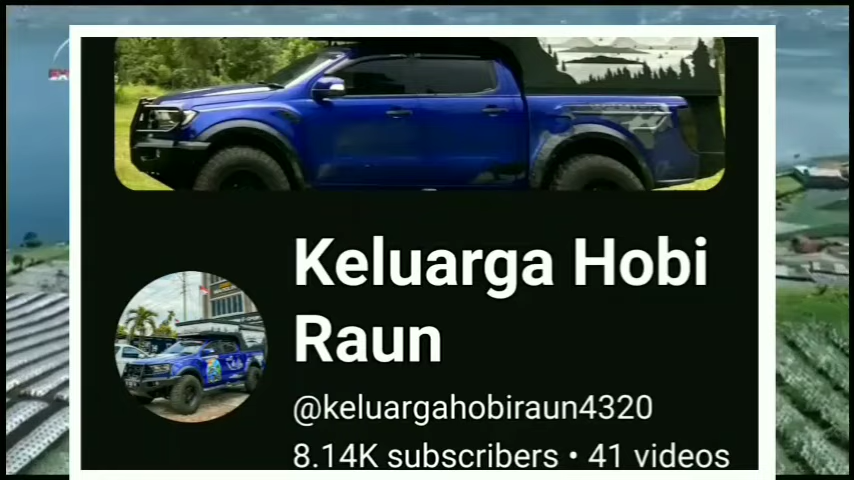 Keluarga Hobi
Raun
@keluargahobiraun4320
8.14K subscribers • 41 videos